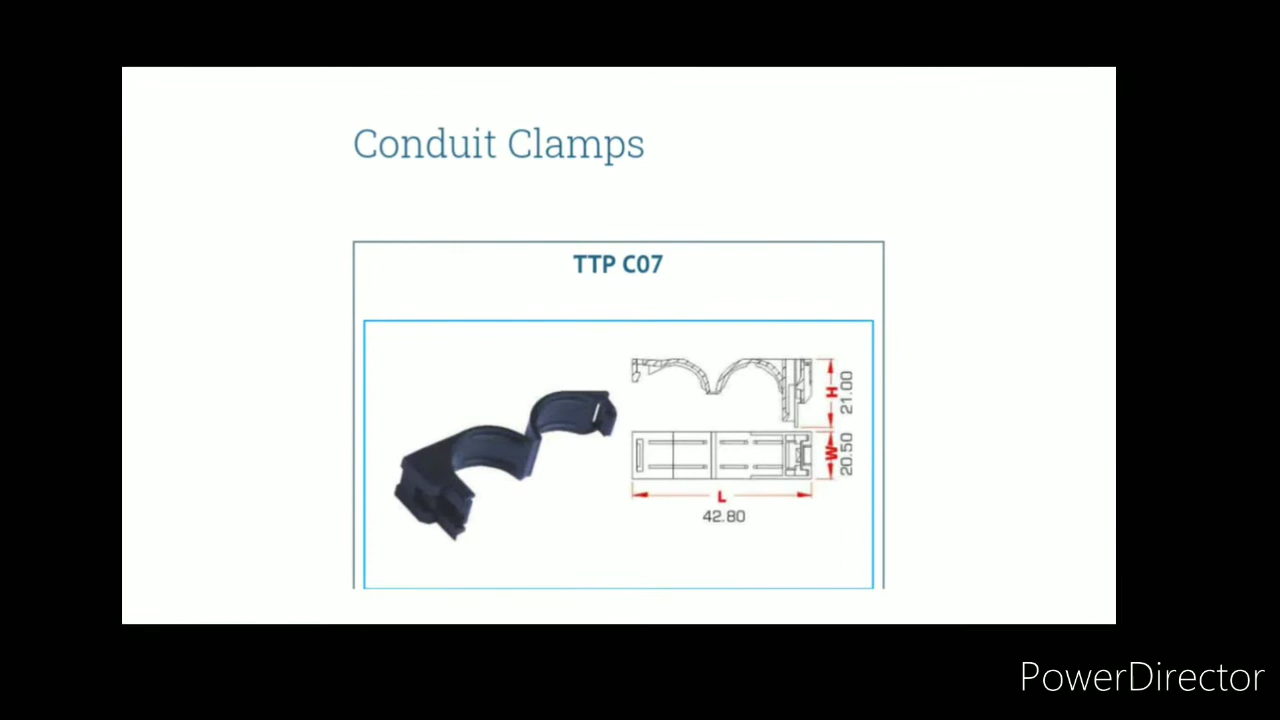 Conduit Clamps
TTP C07
H
21.00
W
20.50
L
42.80
PowerDirector